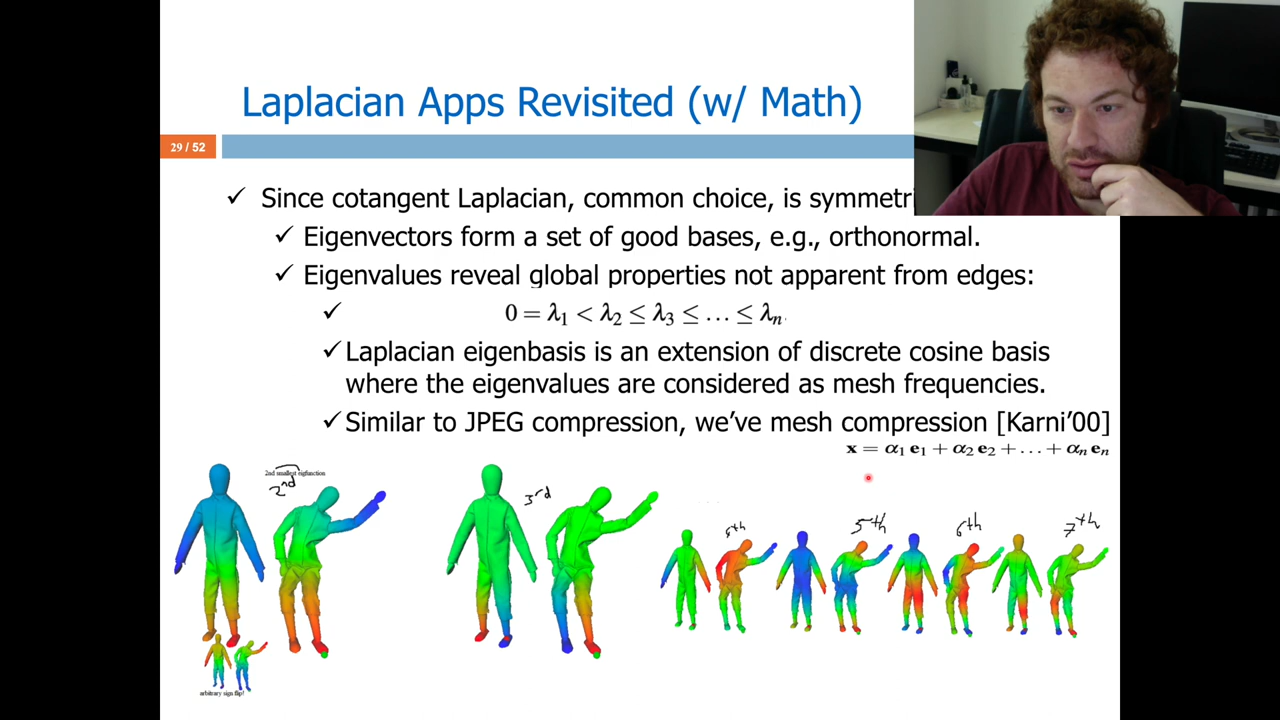 Laplacian Apps Revisited (w/ Math)
29 / 52
✓ Since cotangent Laplacian, common choice, is
✓ Eigenvectors form a set of good bases, e.g., orthonormal.
✓ Eigenvalues reveal global properties not apparent from edges:
✓ 0 = λ₁ < λ₂ ≤ λ₃ ≤ … ≤ λₙ
✓ Laplacian eigenbasis is an extension of discrete cosine basis
where the eigenvalues are considered as mesh frequencies.
✓ Similar to JPEG compression, we’ve mesh compression [Karni’00]
x = α₁ e₁ + α₂ e₂ + … + αₙ eₙ
2nd smallest eigfunction
2nd
3rd
5th
6th
7th
arbitrary sign flip!